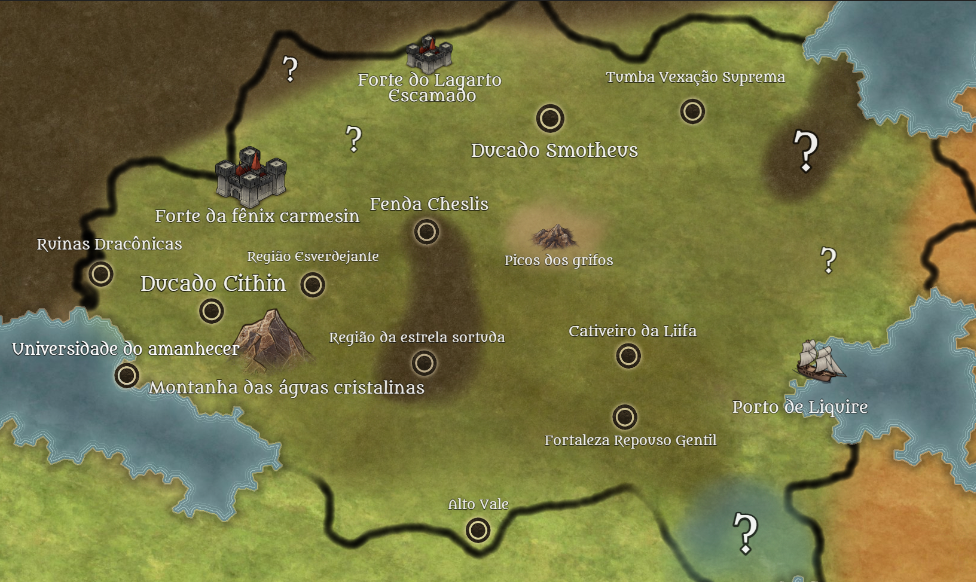 ?
Forte do Lagarto
Escamado
Tumba Vexação Suprema
?
Ducado Smotheus
?
Forte da fênix carmesin
Fenda Cheslis
Ruinas Dracônicas
Região Esverdejante
Picos dos grifos
?
Ducado Cithin
Região da estrela sortuda
Cativeiro da Liifa
Universidade do amanhecer
Montanha das águas cristalinas
Porto de Liquire
Fortaleza Repouso Gentil
Alto Vale
?